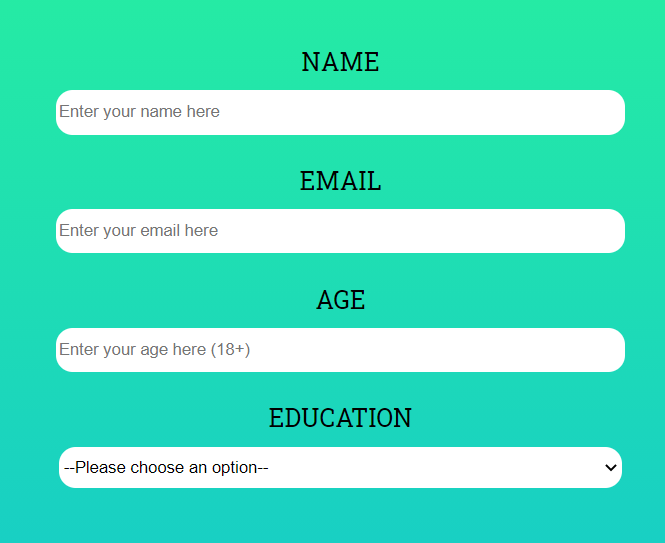 NAME
Enter your name here
EMAIL
Enter your email here
AGE
Enter your age here (18+)
EDUCATION
--Please choose an option--